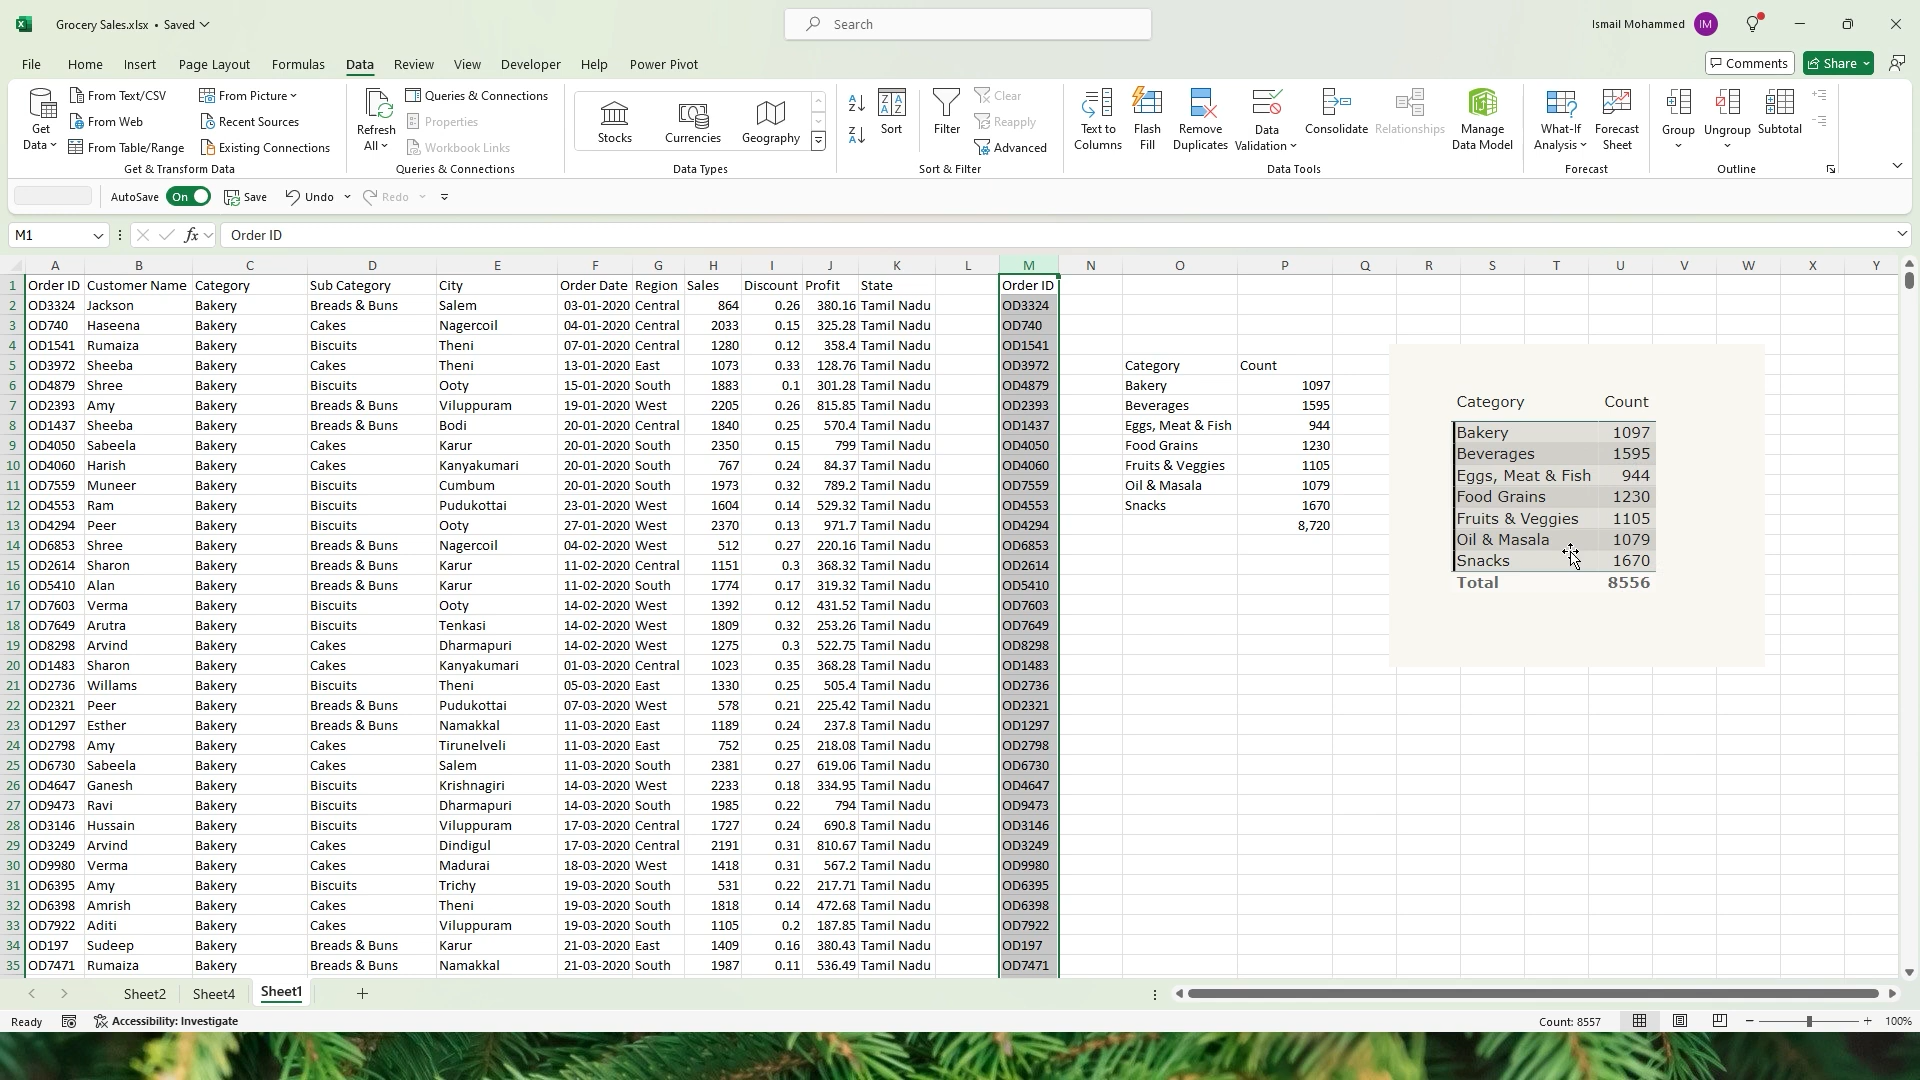 Grocery Sales.xlsx • Saved
Search
Ismail Mohammed IM
File Home Insert Page Layout Formulas Data Review View Developer Help Power Pivot
Comments Share
Get Data
From Text/CSV
From Web
From Table/Range
From Picture
Recent Sources
Existing Connections
Get & Transform Data
Refresh All
Queries & Connections
Properties
Workbook Links
Queries & Connections
Stocks Currencies Geography
Data Types
Sort
Filter
Clear
Reapply
Advanced
Sort & Filter
Text to Columns
Flash Fill
Remove Duplicates
Data Validation
Consolidate
Relationships
Manage Data Model
Data Tools
What-If Analysis
Forecast Sheet
Forecast
Group
Ungroup
Subtotal
Outline
AutoSave On Save Undo Redo
M1 fx Order ID
A B C D E F G H I J K L M N O P Q R S T U V W X Y
1 Order ID Customer Name Category Sub Category City Order Date Region Sales Discount Profit State Order ID
2 OD3324 Jackson Bakery Breads & Buns Salem 03-01-2020 Central 864 0.26 380.16 Tamil Nadu OD3324
3 OD740 Haseena Bakery Cakes Nagercoil 04-01-2020 Central 2033 0.15 325.28 Tamil Nadu OD740
4 OD1541 Rumaiza Bakery Biscuits Theni 07-01-2020 Central 1280 0.12 358.4 Tamil Nadu OD1541
5 OD3972 Sheeba Bakery Cakes Theni 13-01-2020 East 1073 0.33 128.76 Tamil Nadu OD3972 Category Count
6 OD4879 Shree Bakery Biscuits Ooty 15-01-2020 South 1883 0.1 301.28 Tamil Nadu OD4879 Bakery 1097
7 OD2393 Amy Bakery Breads & Buns Viluppuram 19-01-2020 West 2205 0.26 815.85 Tamil Nadu OD2393 Beverages 1595
8 OD1437 Sheeba Bakery Breads & Buns Bodi 20-01-2020 Central 1840 0.25 570.4 Tamil Nadu OD1437 Eggs, Meat & Fish 944
9 OD4050 Sabeela Bakery Cakes Karur 20-01-2020 South 2350 0.15 799 Tamil Nadu OD4050 Food Grains 1230
10 OD4060 Harish Bakery Cakes Kanyakumari 20-01-2020 South 767 0.24 84.37 Tamil Nadu OD4060 Fruits & Veggies 1105
11 OD7559 Muneer Bakery Biscuits Cumbum 20-01-2020 South 1973 0.32 789.2 Tamil Nadu OD7559 Oil & Masala 1079
12 OD4553 Ram Bakery Biscuits Pudukottai 23-01-2020 West 1604 0.14 529.32 Tamil Nadu OD4553 Snacks 1670
13 OD4294 Peer Bakery Biscuits Ooty 27-01-2020 West 2370 0.13 971.7 Tamil Nadu OD4294 8,720
14 OD6853 Shree Bakery Breads & Buns Nagercoil 04-02-2020 West 512 0.27 220.16 Tamil Nadu OD6853
15 OD2614 Sharon Bakery Breads & Buns Karur 11-02-2020 Central 1151 0.3 368.32 Tamil Nadu OD2614
16 OD5410 Alan Bakery Breads & Buns Karur 11-02-2020 South 1774 0.17 319.32 Tamil Nadu OD5410
17 OD7603 Verma Bakery Biscuits Ooty 14-02-2020 West 1392 0.12 431.52 Tamil Nadu OD7603
18 OD7649 Arutra Bakery Biscuits Tenkasi 14-02-2020 West 1809 0.32 253.26 Tamil Nadu OD7649
19 OD8298 Arvind Bakery Cakes Dharmapuri 14-02-2020 West 1275 0.3 522.75 Tamil Nadu OD8298
20 OD1483 Sharon Bakery Cakes Kanyakumari 01-03-2020 Central 1023 0.35 368.28 Tamil Nadu OD1483
21 OD2736 Willams Bakery Biscuits Theni 05-03-2020 East 1330 0.25 505.4 Tamil Nadu OD2736
22 OD2321 Peer Bakery Breads & Buns Pudukottai 07-03-2020 West 578 0.21 225.42 Tamil Nadu OD2321
23 OD1297 Esther Bakery Breads & Buns Namakkal 11-03-2020 East 1189 0.24 237.8 Tamil Nadu OD1297
24 OD2798 Amy Bakery Cakes Tirunelveli 11-03-2020 East 752 0.25 218.08 Tamil Nadu OD2798
25 OD6730 Sabeela Bakery Cakes Salem 11-03-2020 South 2381 0.27 619.06 Tamil Nadu OD6730
26 OD4647 Ganesh Bakery Biscuits Krishnagiri 14-03-2020 West 2233 0.18 334.95 Tamil Nadu OD4647
27 OD9473 Ravi Bakery Biscuits Dharmapuri 14-03-2020 South 1985 0.22 794 Tamil Nadu OD9473
28 OD3146 Hussain Bakery Biscuits Viluppuram 17-03-2020 Central 1727 0.24 690.8 Tamil Nadu OD3146
29 OD3249 Arvind Bakery Cakes Dindigul 17-03-2020 Central 2191 0.31 810.67 Tamil Nadu OD3249
30 OD9980 Verma Bakery Cakes Madurai 18-03-2020 West 1418 0.31 567.2 Tamil Nadu OD9980
31 OD6395 Amy Bakery Biscuits Trichy 19-03-2020 South 531 0.22 217.71 Tamil Nadu OD6395
32 OD6398 Amrish Bakery Cakes Theni 19-03-2020 South 1818 0.14 472.68 Tamil Nadu OD6398
33 OD7922 Aditi Bakery Cakes Viluppuram 19-03-2020 South 1105 0.2 187.85 Tamil Nadu OD7922
34 OD197 Sudeep Bakery Breads & Buns Karur 21-03-2020 East 1409 0.16 380.43 Tamil Nadu OD197
35 OD7471 Rumaiza Bakery Breads & Buns Namakkal 21-03-2020 South 1987 0.11 536.49 Tamil Nadu OD7471
Category Count
Bakery 1097
Beverages 1595
Eggs, Meat & Fish 944
Food Grains 1230
Fruits & Veggies 1105
Oil & Masala 1079
Snacks 1670
Total 8556
Sheet2 Sheet4 Sheet1
Ready Accessibility: Investigate Count: 8557 100%